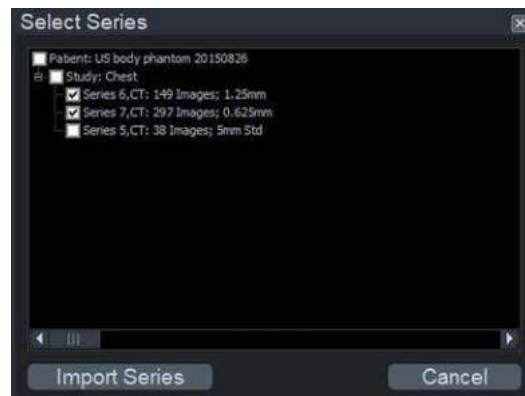 Select Series
Patient: US body phantom 20150826
Study: Chest
Series 6,CT: 149 Images; 1.25mm
Series 7,CT: 297 Images; 0.625mm
Series 5,CT: 38 Images; 5mm Std
Import Series
Cancel